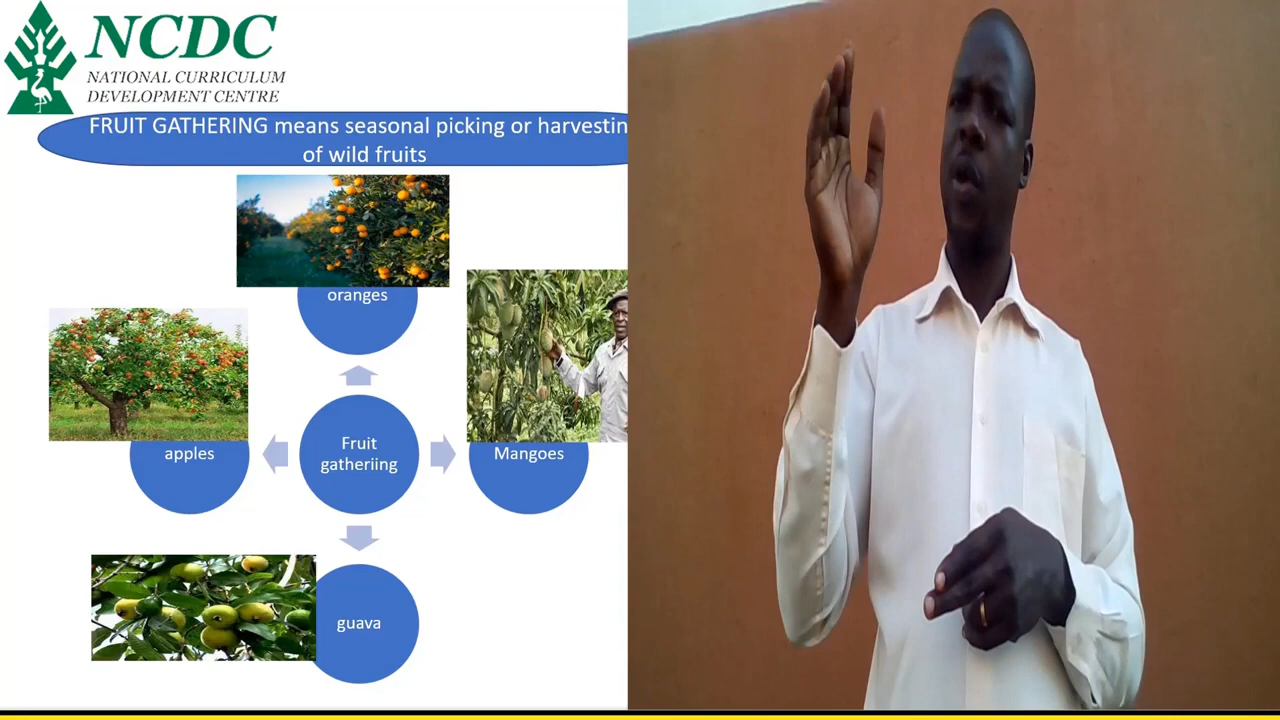 NCDC
NATIONAL CURRICULUM
DEVELOPMENT CENTRE
FRUIT GATHERING means seasonal picking or harvestin
of wild fruits
oranges
apples
Fruit
gatheriing
Mangoes
guava